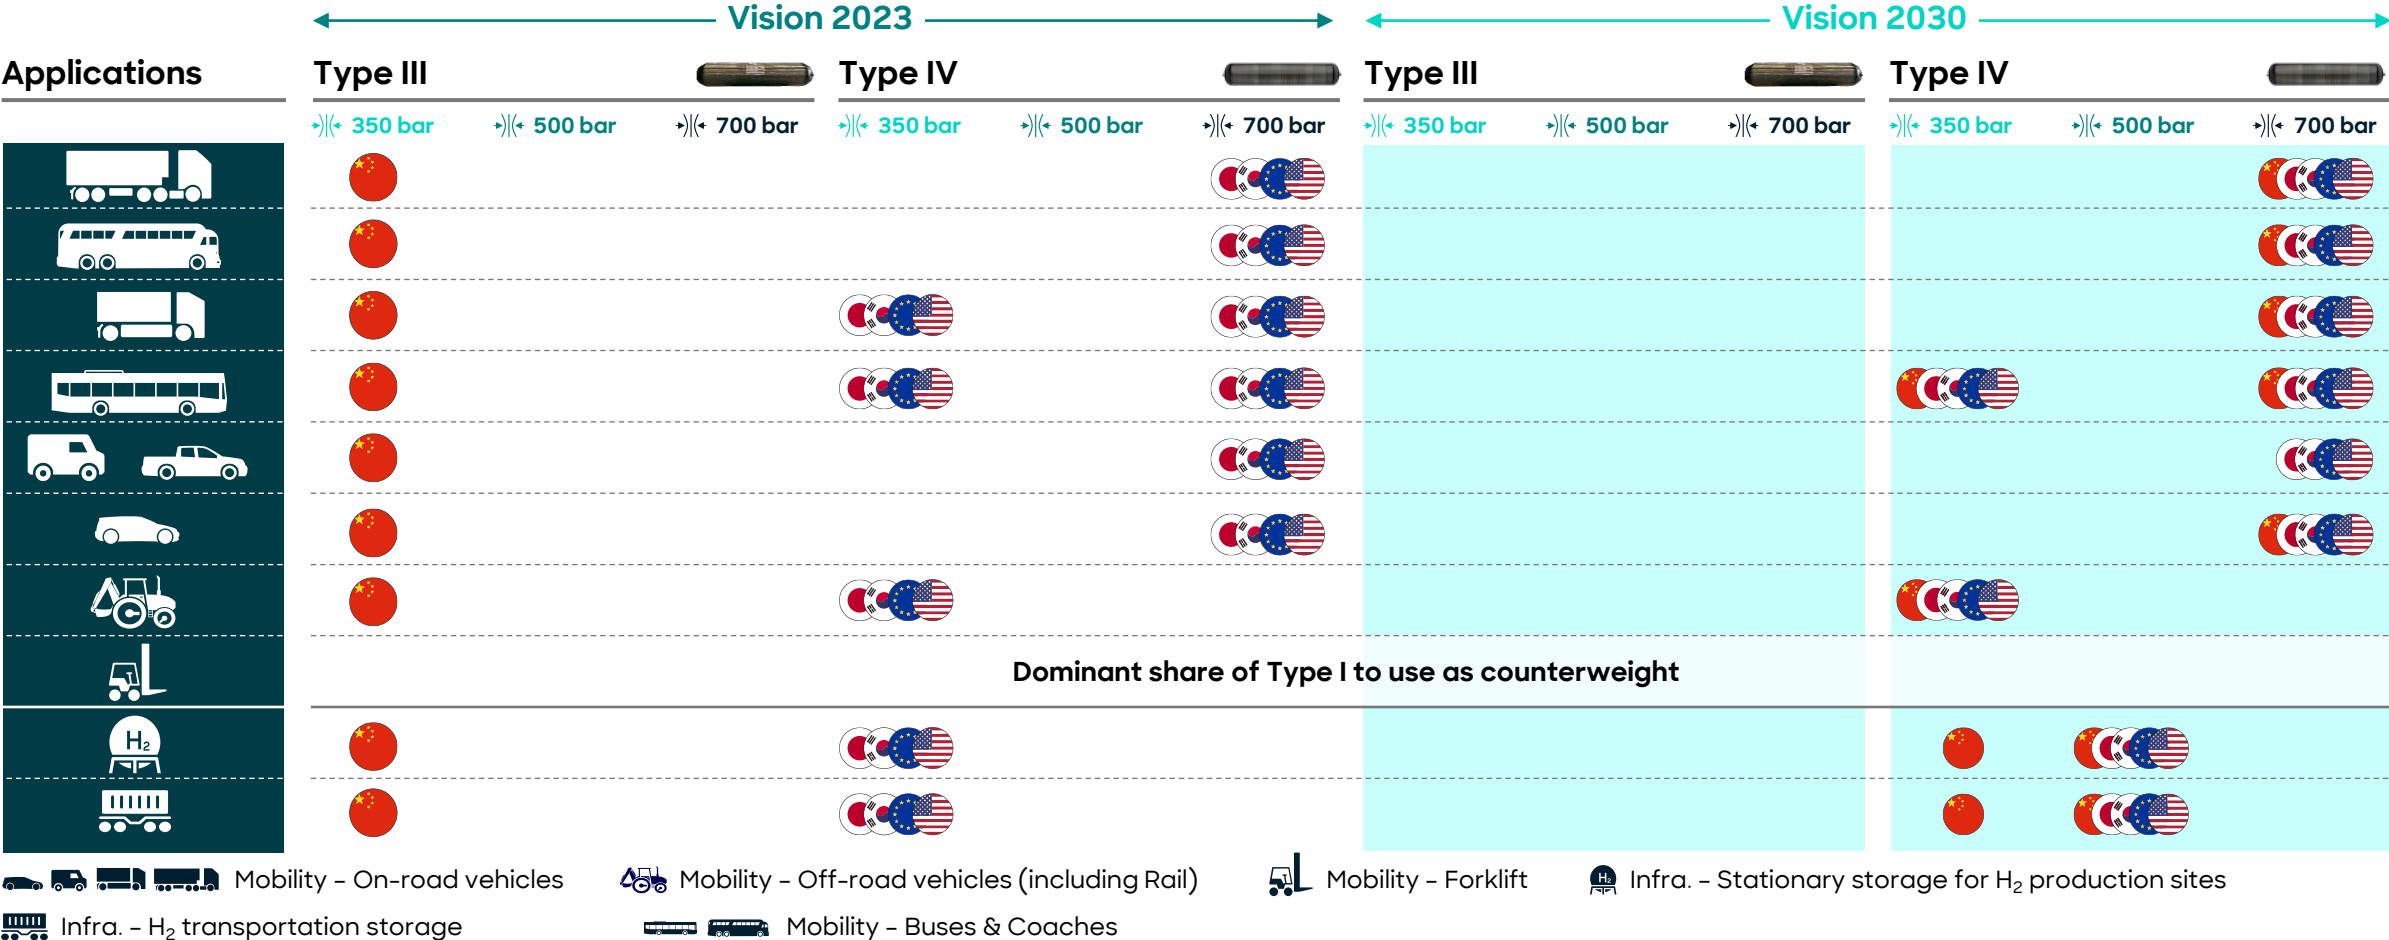 Vision 2023 Vision 2030
Applications Type III Type IV Type III Type IV
350 bar 500 bar 700 bar 350 bar 500 bar 700 bar 350 bar 500 bar 700 bar 350 bar 500 bar 700 bar
Dominant share of Type I to use as counterweight
H₂
Mobility – On-road vehicles Mobility – Off-road vehicles (including Rail) Mobility – Forklift H₂ Infra. – Stationary storage for H₂ production sites
Infra. – H₂ transportation storage Mobility – Buses & Coaches